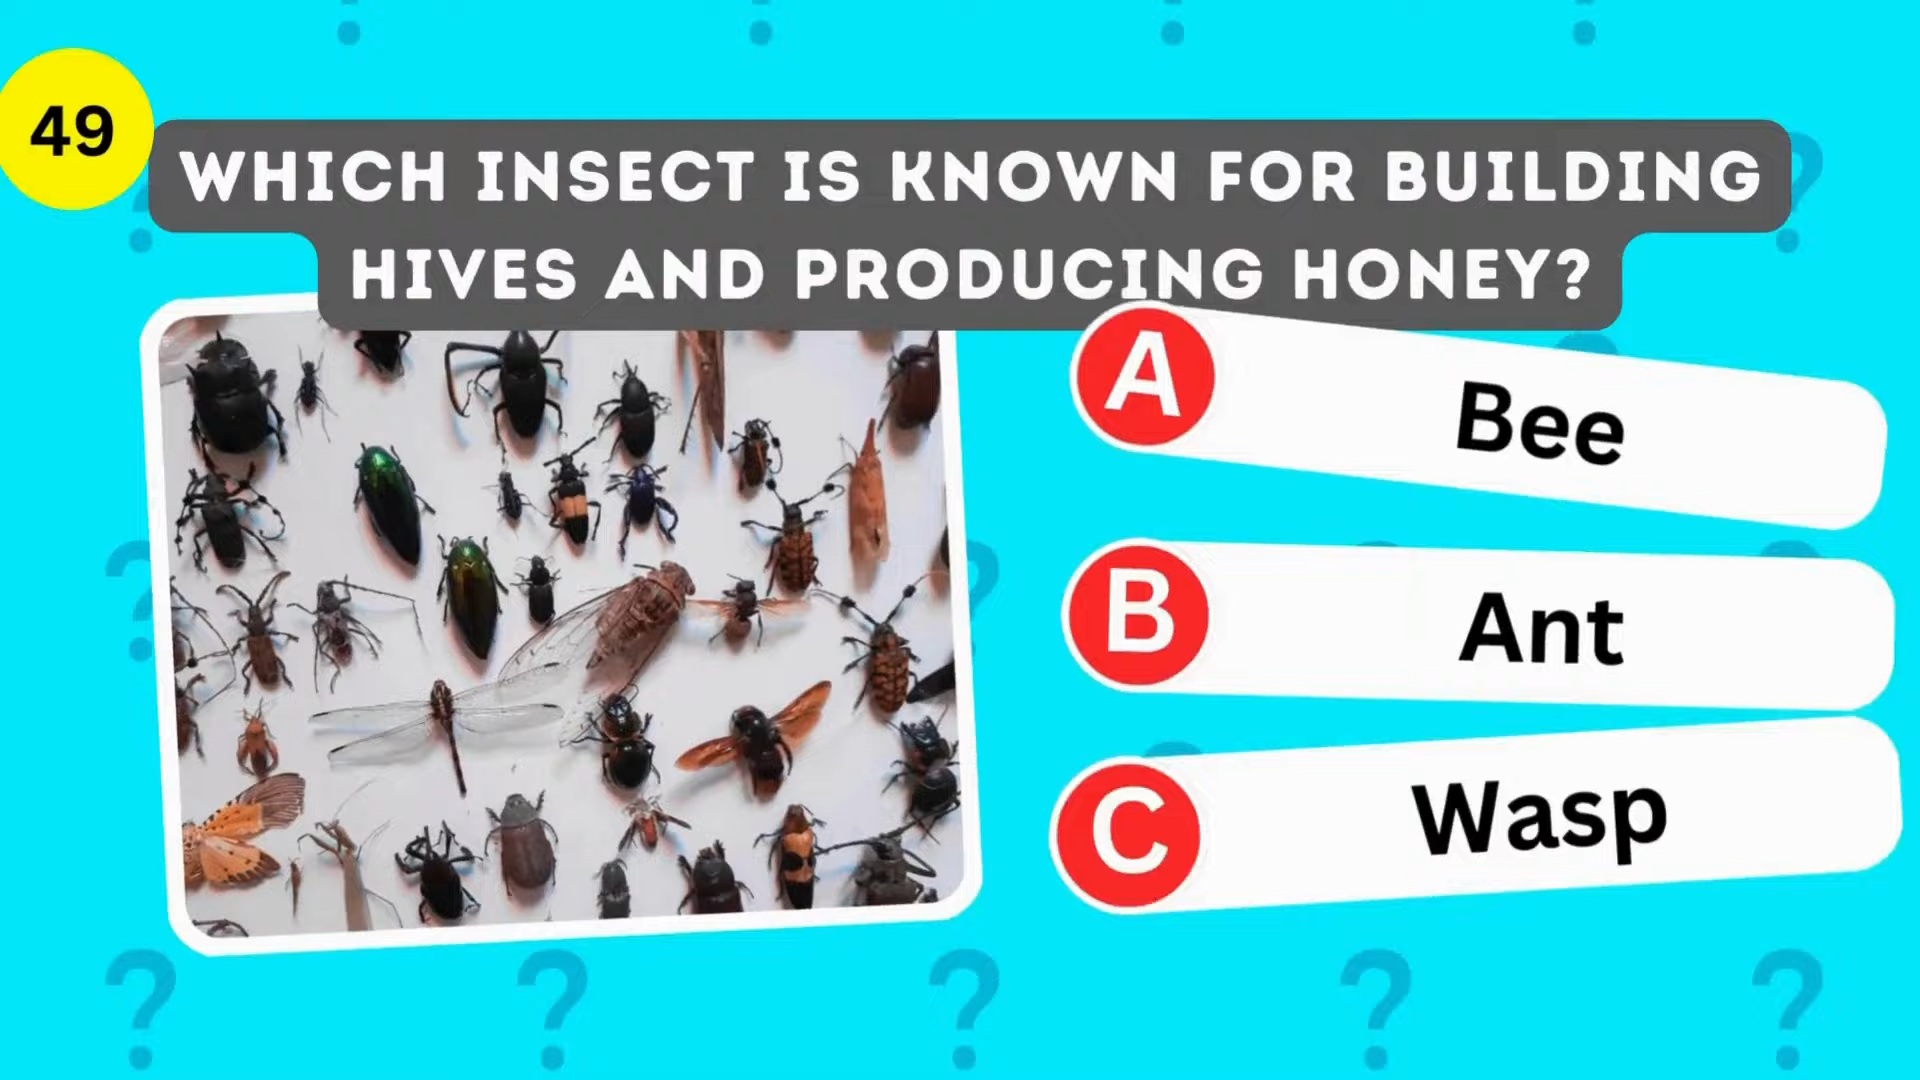 49
WHICH INSECT IS KNOWN FOR BUILDING
HIVES AND PRODUCING HONEY?
A
Bee
B
Ant
C
Wasp